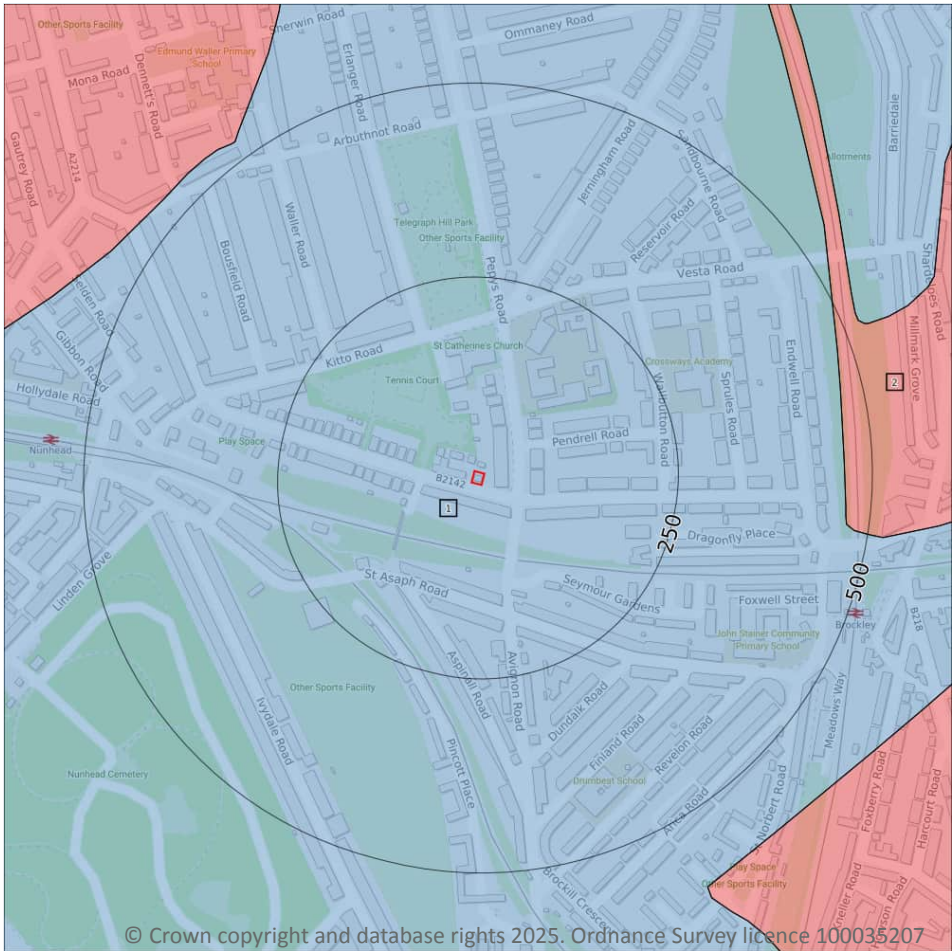 Other Sports Facility
Sherwin Road
Ommaney Road
Edmund Waller Primary
School
Mona Road
Dennett's Road
Erlanger Road
Gautrey Road
A2214
Arbuthnot Road
Jerningham Road
Sandbourne Road
Allotments
Barriedale
Waller Road
Telegraph Hill Park
Other Sports Facility
Reservoir Road
Bousfield Road
Pepys Road
Vesta Road
Shardeloes Road
Selden Road
Gibbon Road
Kitto Road
St Catherine's Church
Tennis Court
Crossways Academy
Wallbutton Road
Sprules Road
Endwell Road
Millmark Grove
2
Hollydale Road
Nunhead
Play Space
Pendrell Road
B2142
1
250
Dragonfly Place
Linden Grove
St Asaph Road
Seymour Gardens
Foxwell Street
500
Brockley
B218
John Stainer Community
Primary School
Other Sports Facility
Aspinall Road
Avignon Road
Dundalk Road
Finland Road
Revelon Road
Meadows Way
Ivydale Road
Nunhead Cemetery
Pincott Place
Drumbeat School
Arica Road
St Norbert Road
Foxberry Road
Harcourt Road
Play Space
Other Sports Facility
Brockill Crescent
© Crown copyright and database rights 2025. Ordnance Survey licence 100035207